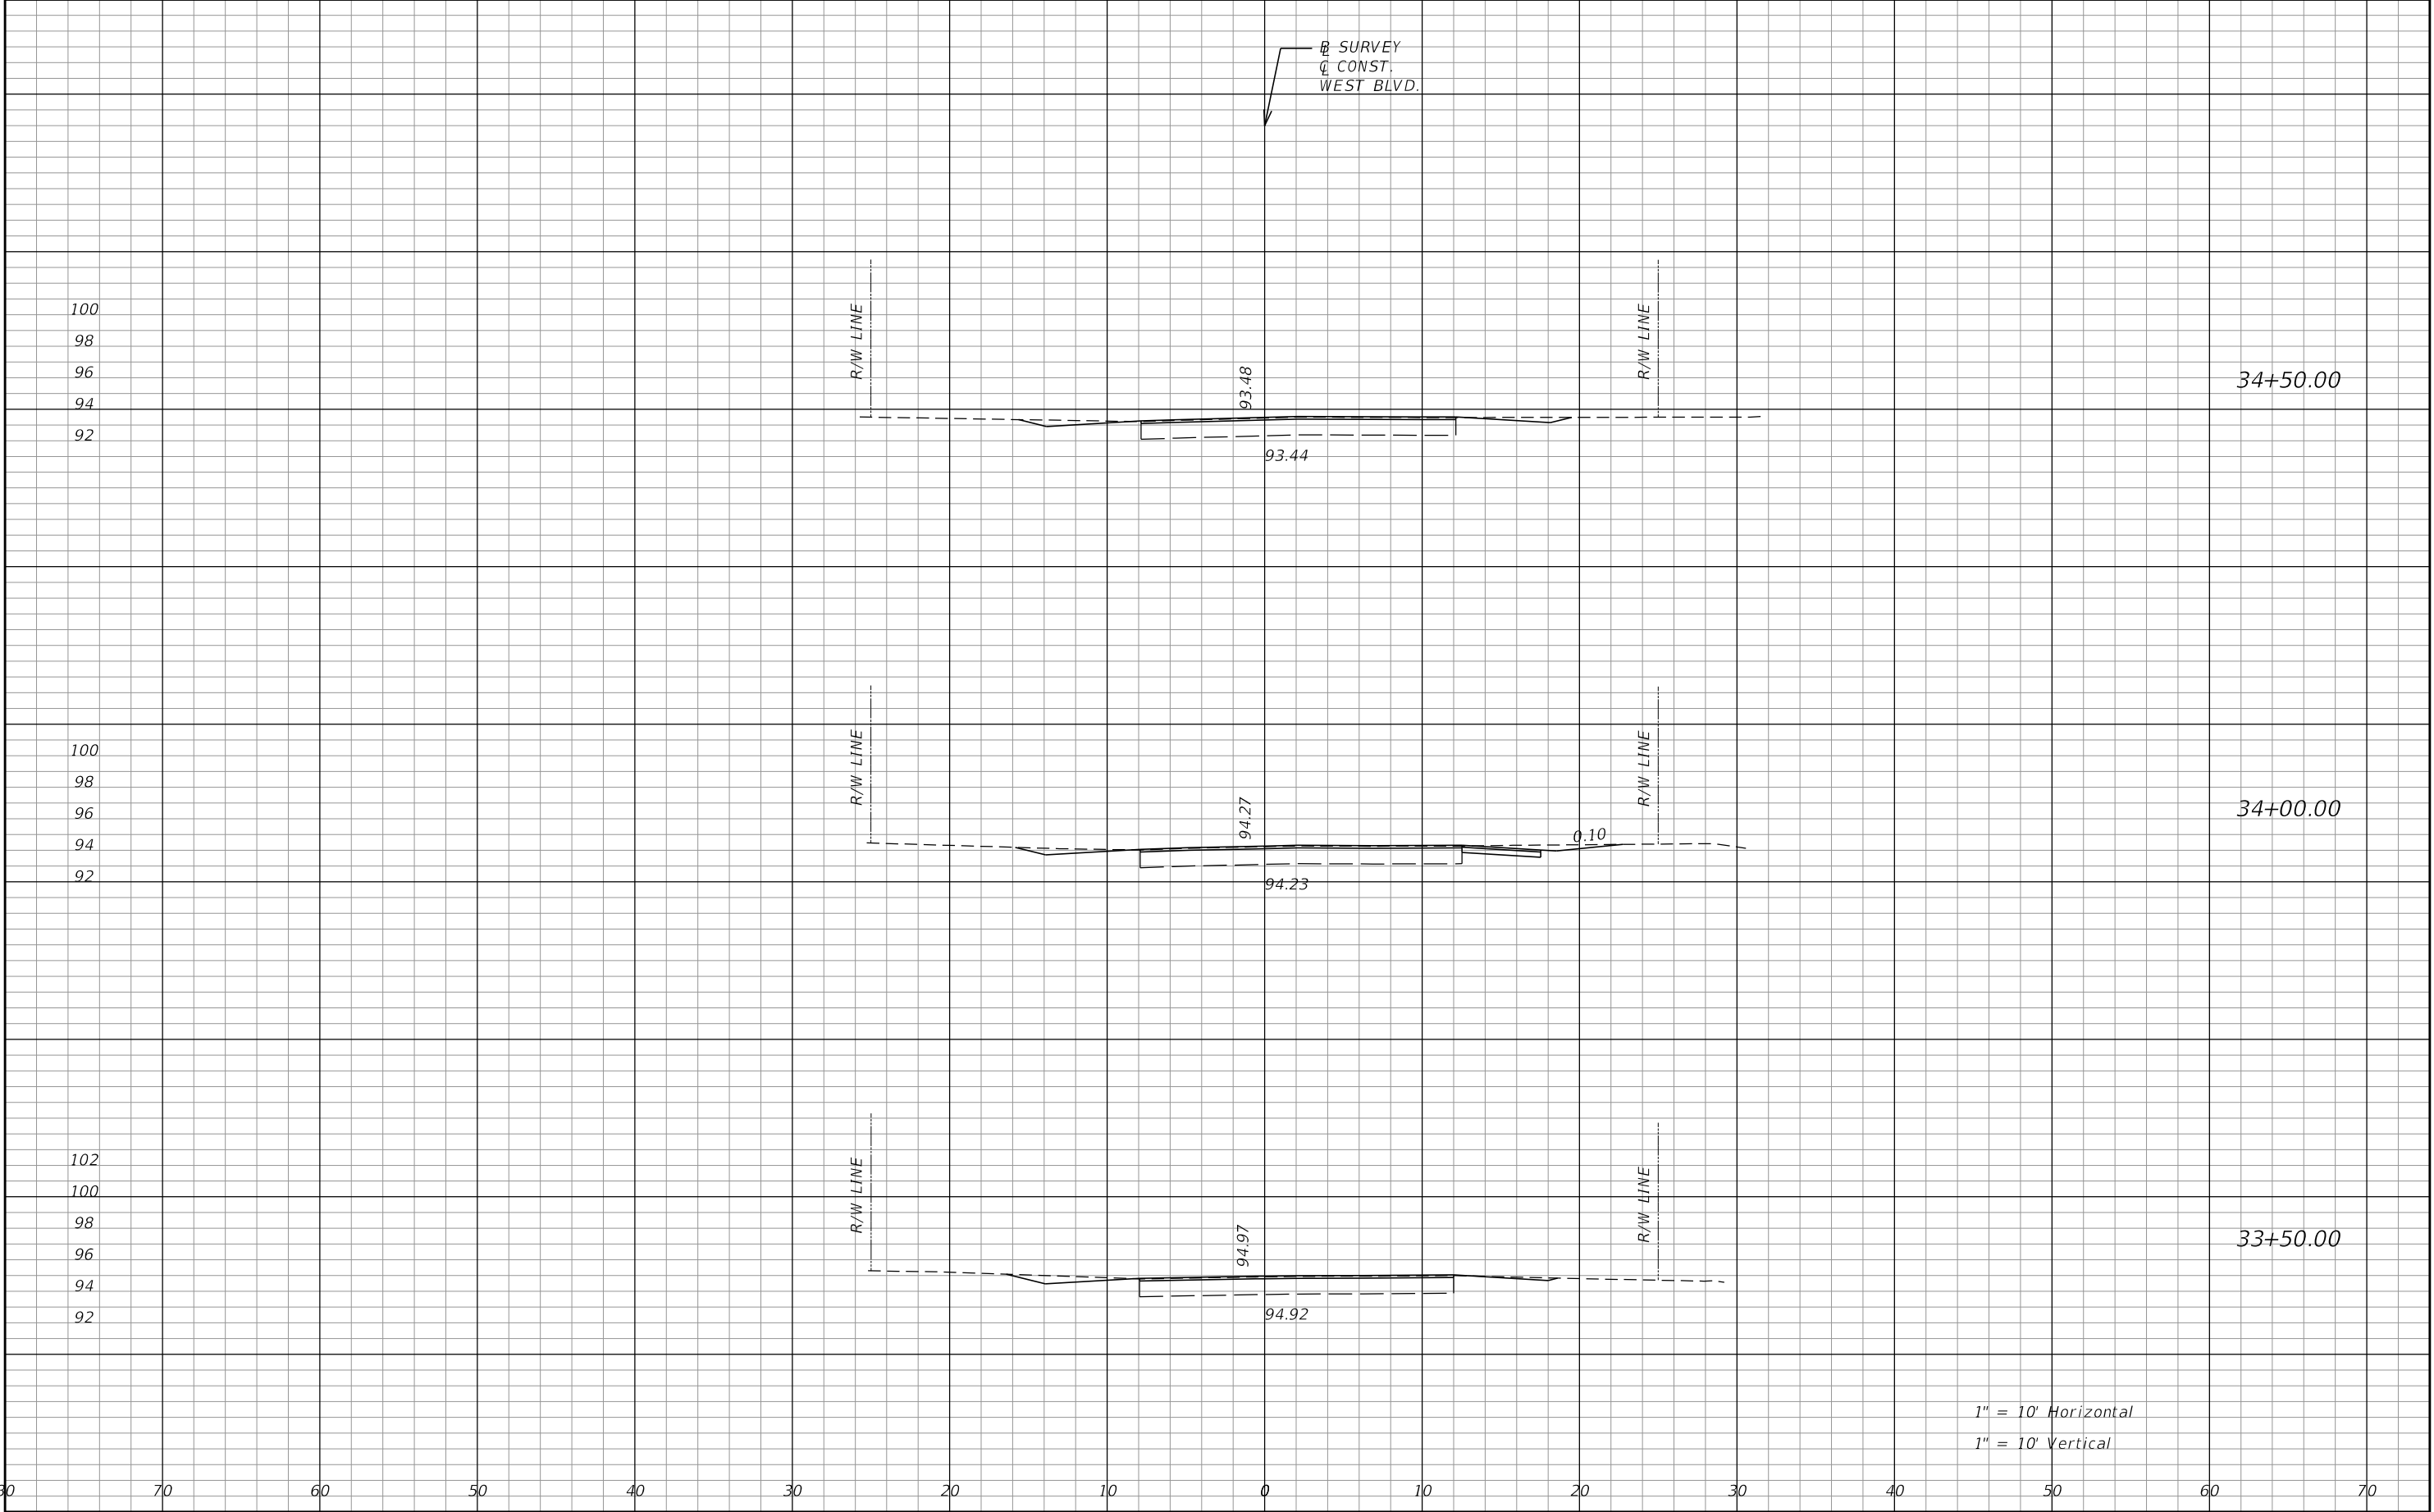 ℄ SURVEY
℄ CONST.
WEST BLVD.
100
98
96
94
92
R/W LINE
93.48
R/W LINE
34+50.00
93.44
100
98
96
94
92
R/W LINE
94.27
0.10
R/W LINE
34+00.00
94.23
102
100
98
96
94
92
R/W LINE
94.97
R/W LINE
33+50.00
94.92
1" = 10' Horizontal
1" = 10' Vertical
70 60 50 40 30 20 10 0 10 20 30 40 50 60 70